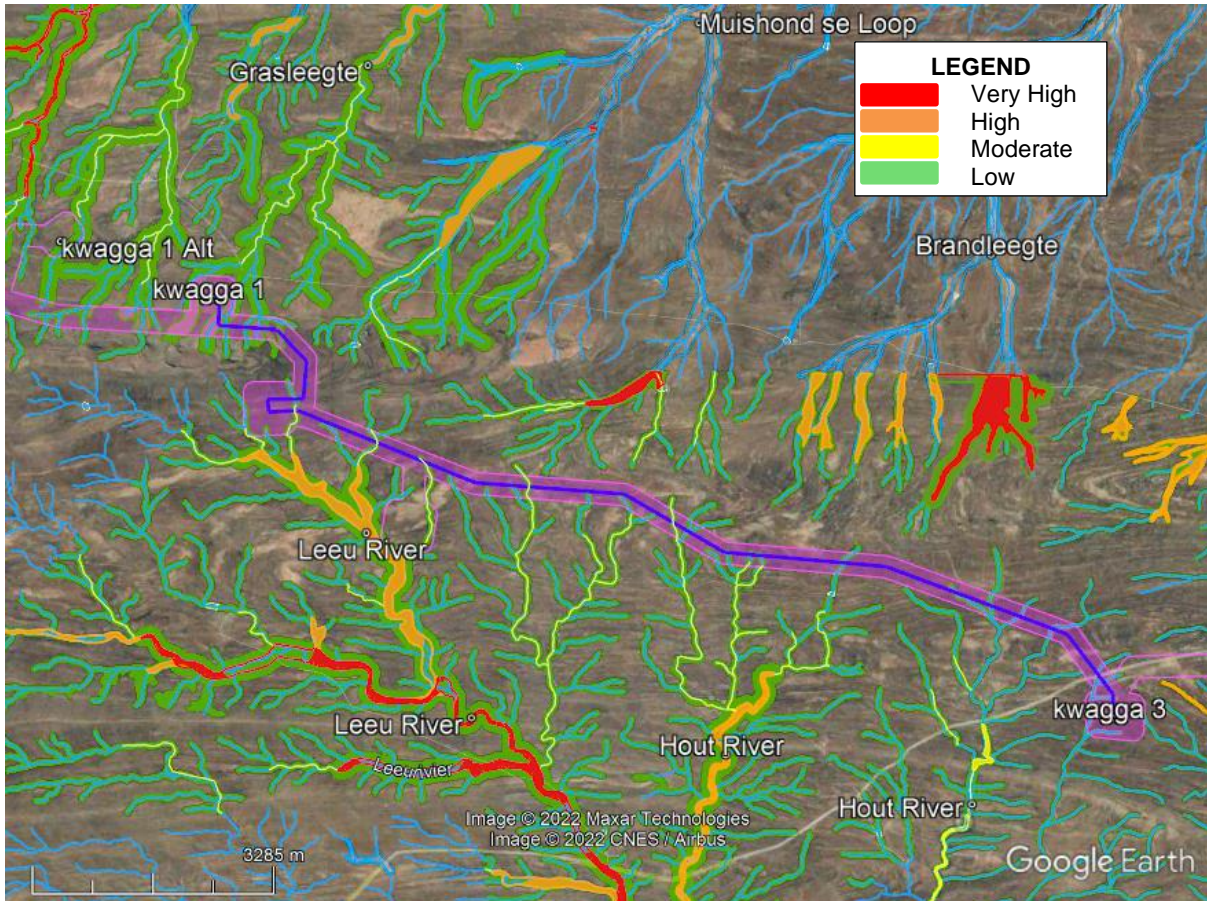 Muishond se Loop
LEGEND
Very High
High
Moderate
Low
Grasleegte
kwagga 1 Alt
kwagga 1
Brandleegte
Leeu River
Leeu River
Leeurivier
Hout River
kwagga 3
Hout River
Image © 2022 Maxar Technologies
Image © 2022 CNES / Airbus
3285 m
Google Earth